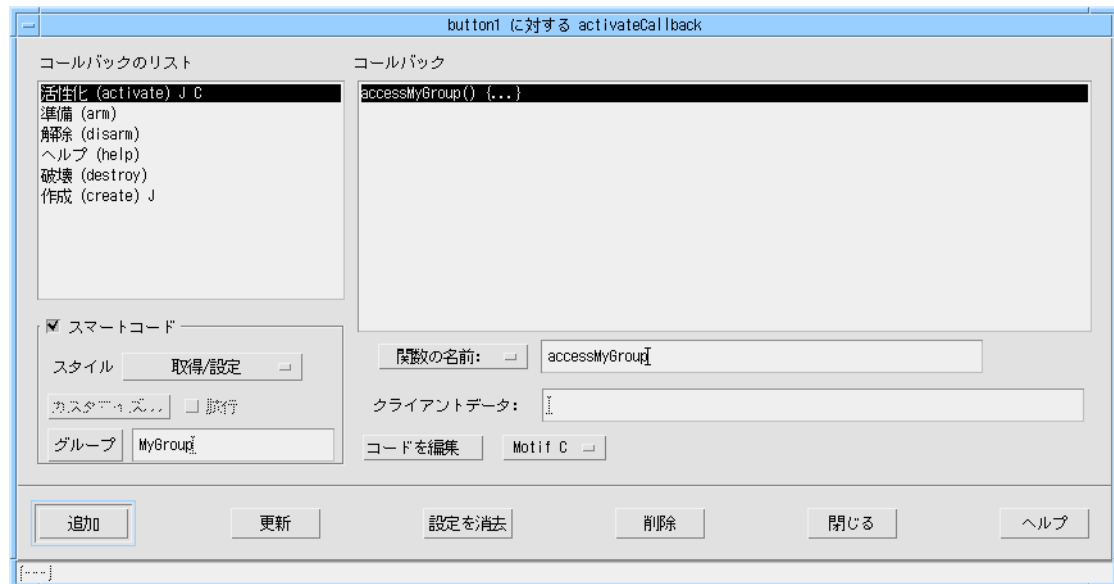 button1 に対する activateCallback
コールバックのリスト
活性化 (activate) J C
準備 (arm)
解除 (disarm)
ヘルプ (help)
破壊 (destroy)
作成 (create) J
コールバック
accessMyGroup() {...}
スマートコード
スタイル 取得/設定
カスタマイズ... 試行
グループ MyGroup
関数の名前: accessMyGroup
クライアントデータ:
コードを編集 Motif C
追加 更新 設定を消去 削除 閉じる ヘルプ
[---]